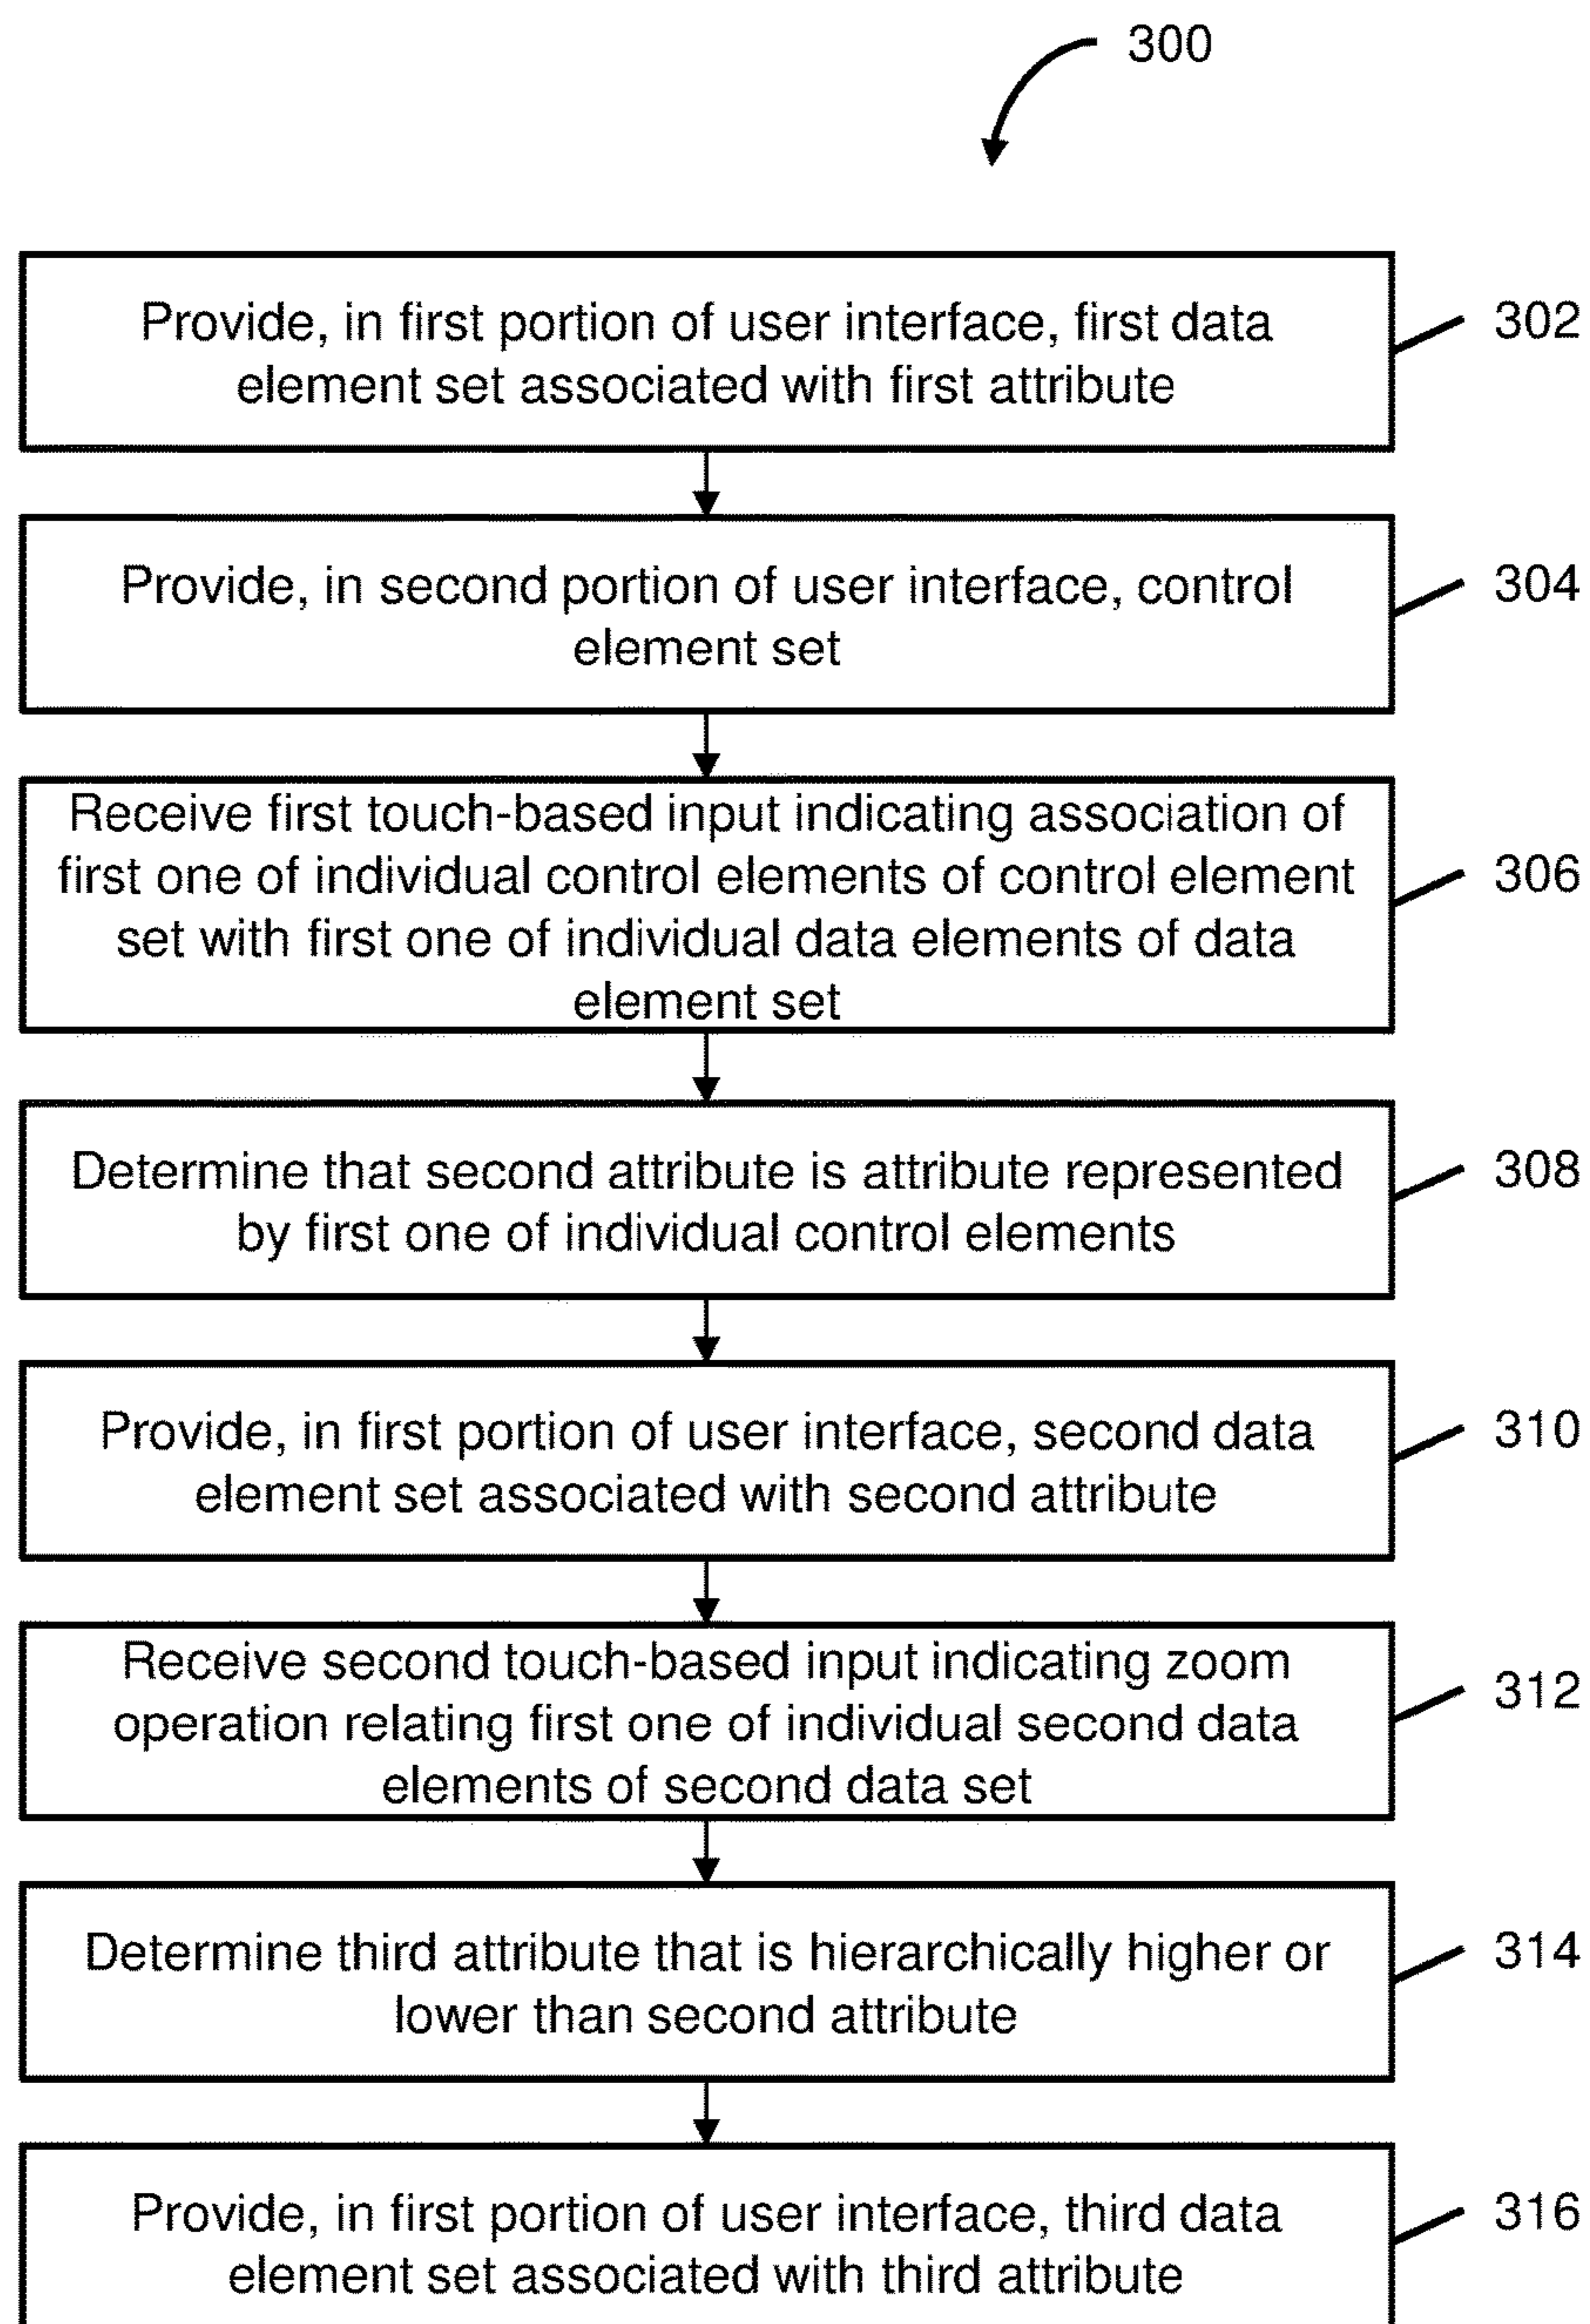 300
Provide, in first portion of user interface, first data
element set associated with first attribute
302
Provide, in second portion of user interface, control
element set
304
Receive first touch-based input indicating association of
first one of individual control elements of control element
set with first one of individual data elements of data
element set
306
Determine that second attribute is attribute represented
by first one of individual control elements
308
Provide, in first portion of user interface, second data
element set associated with second attribute
310
Receive second touch-based input indicating zoom
operation relating first one of individual second data
elements of second data set
312
Determine third attribute that is hierarchically higher or
lower than second attribute
314
Provide, in first portion of user interface, third data
element set associated with third attribute
316